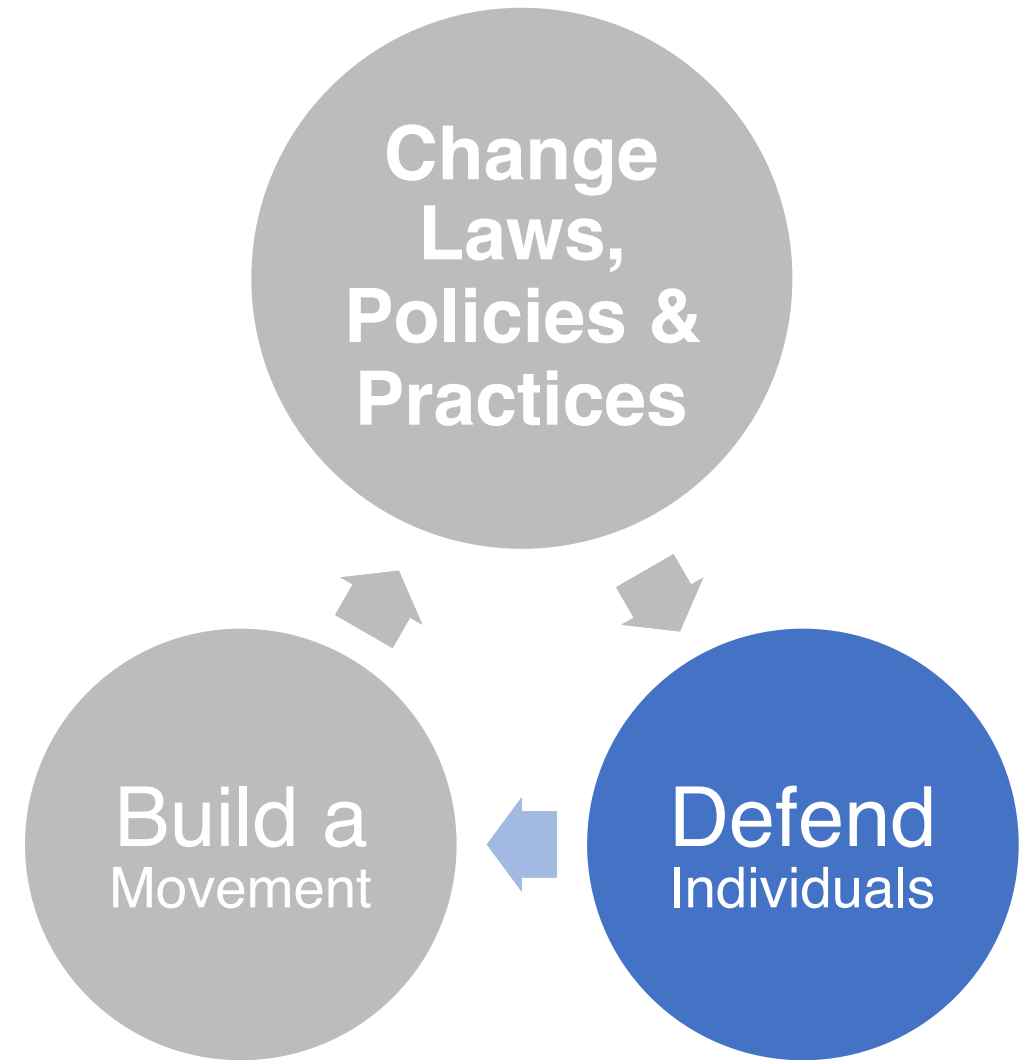 Change
Laws,
Policies &
Practices
Build a
Movement
Defend
Individuals